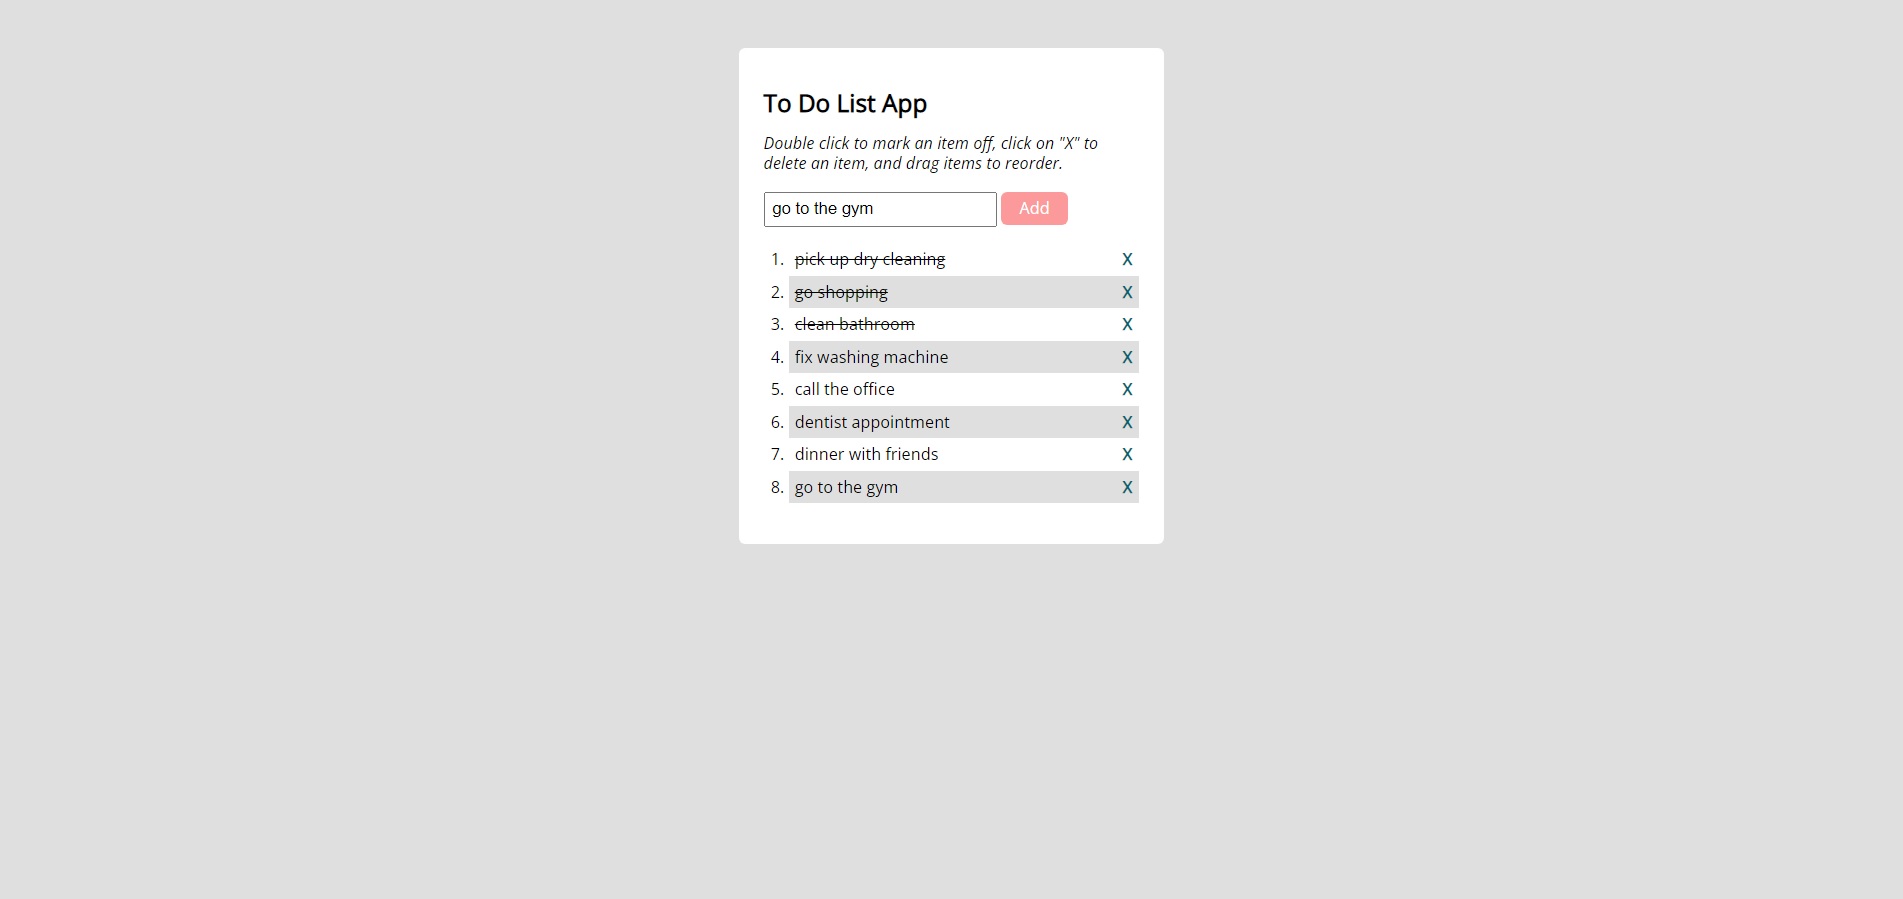 To Do List App
Double click to mark an item off, click on "X" to
delete an item, and drag items to reorder.
go to the gym Add
1. pick up dry cleaning X
2. go shopping X
3. clean bathroom X
4. fix washing machine X
5. call the office X
6. dentist appointment X
7. dinner with friends X
8. go to the gym X